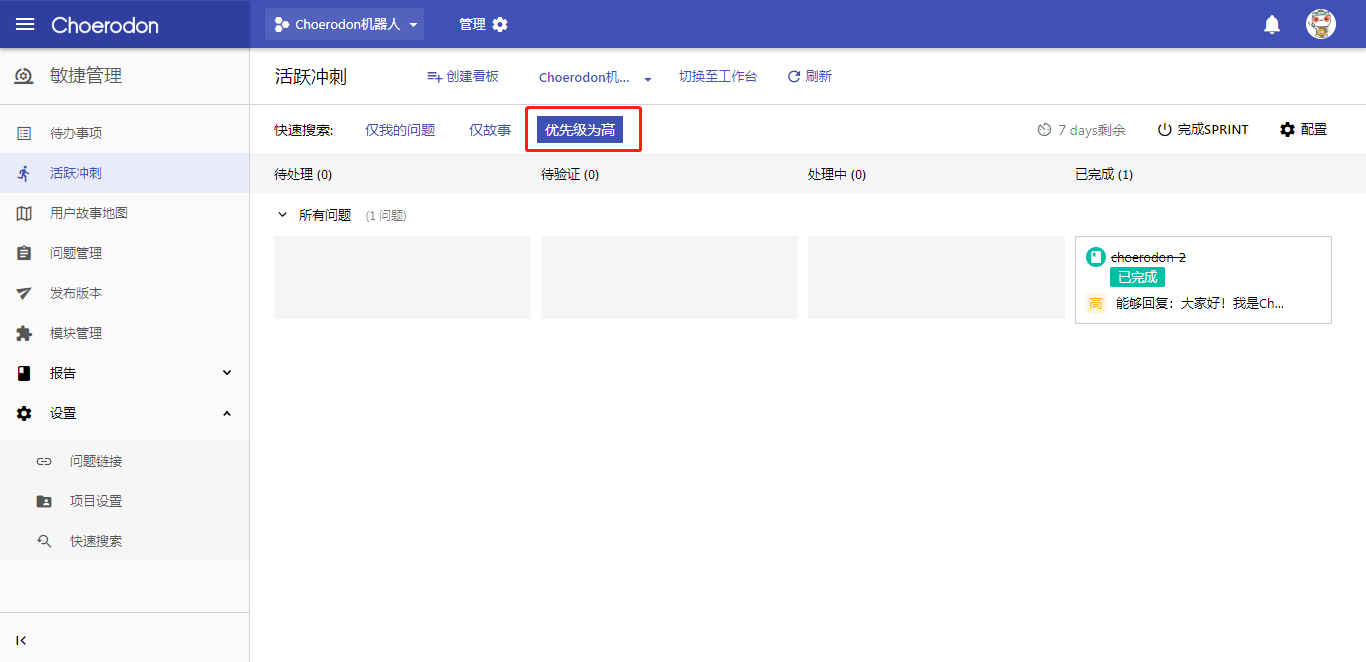 Choerodon
Choerodon机器人
管理
敏捷管理
待办事项
活跃冲刺
用户故事地图
问题管理
发布版本
模块管理
报告
设置
问题链接
项目设置
快速搜索
活跃冲刺
创建看板
Choerodon机...
切换至工作台
刷新
快速搜索:
仅我的问题
仅故事
优先级为高
7 days剩余
完成SPRINT
配置
待处理 (0)
待验证 (0)
处理中 (0)
已完成 (1)
所有问题
(1 问题)
choerodon-2
已完成
高
能够回复：大家好！我是Ch...